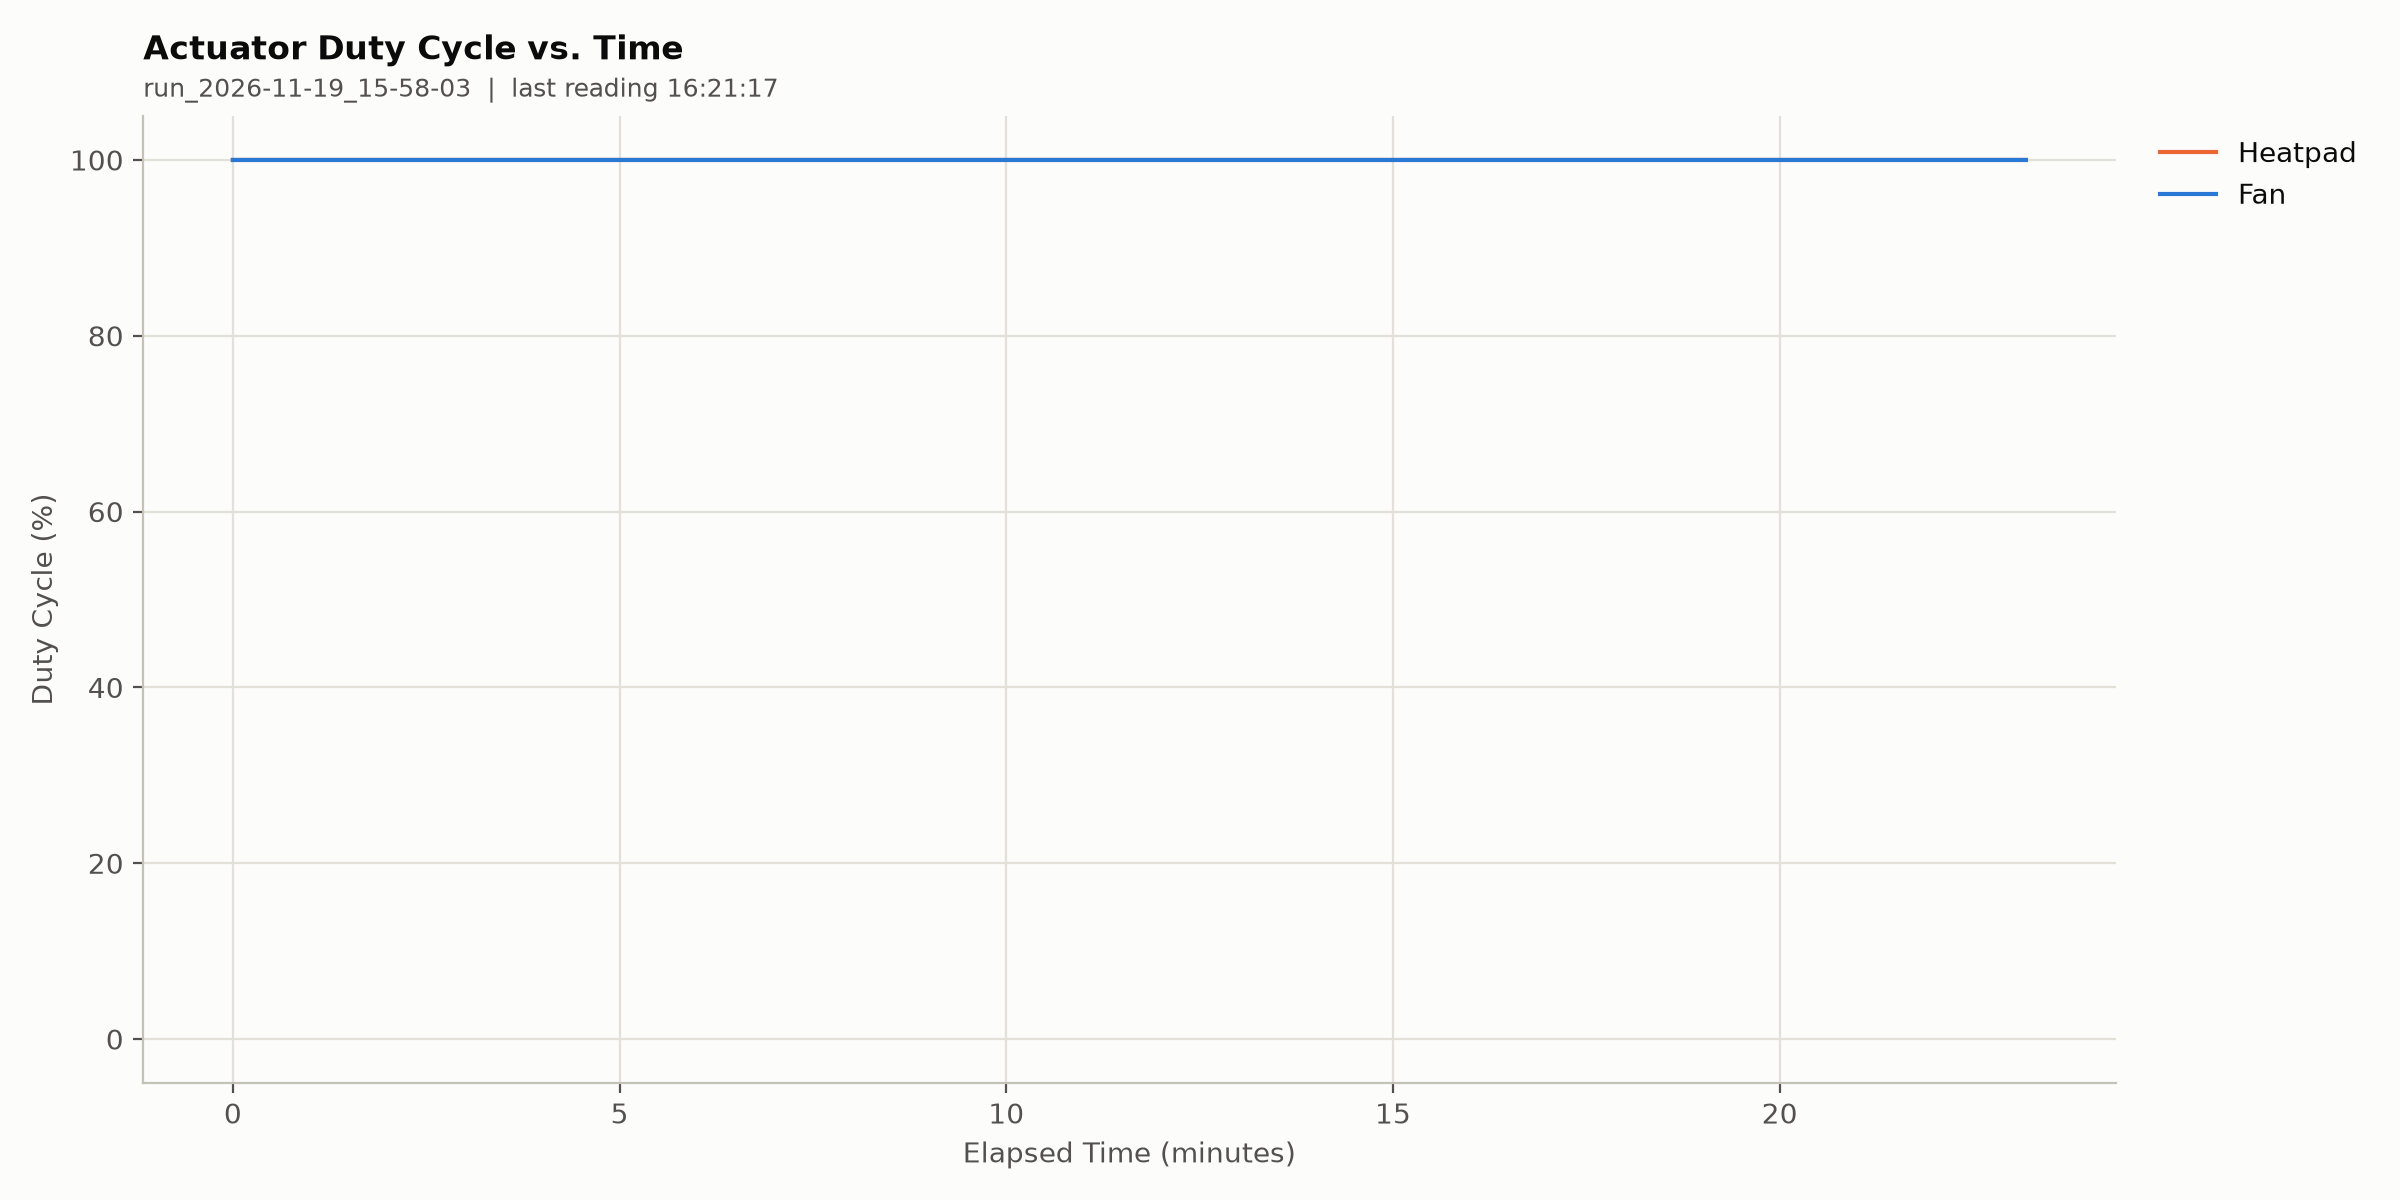 Actuator Duty Cycle vs. Time
run_2026-11-19_15-58-03 | last reading 16:21:17
Heatpad
Fan
100
80
60
40
20
0
Duty Cycle (%)
0 5 10 15 20
Elapsed Time (minutes)